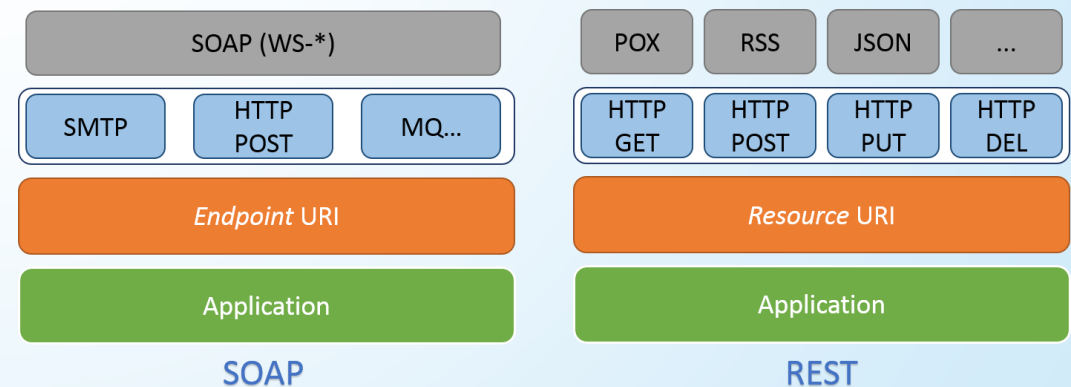 SOAP (WS-*)
SMTP
HTTP
POST
MQ...
Endpoint URI
Application
SOAP
POX
RSS
JSON
...
HTTP
GET
HTTP
POST
HTTP
PUT
HTTP
DEL
Resource URI
Application
REST